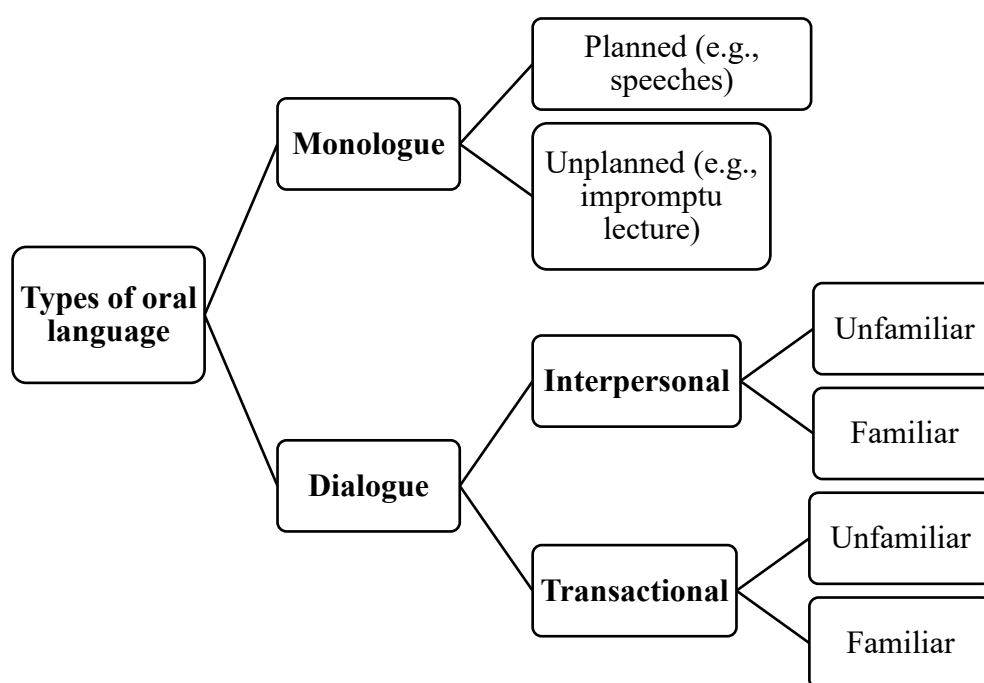 Types of oral
language
Monologue
Planned (e.g.,
speeches)
Unplanned (e.g.,
impromptu
lecture)
Dialogue
Interpersonal
Unfamiliar
Familiar
Transactional
Unfamiliar
Familiar